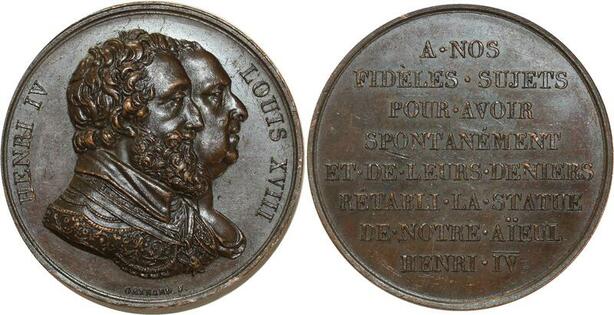 HENRI IV
LOUIS XVIII
A · NOS
FIDÈLES · SUJETS
POUR · AVOIR
SPONTANÉMENT
ET · DE · LEURS · DENIERS
RÉTABLI · LA · STATUE
DE · NOTRE · AÏEUL
HENRI · IV ·